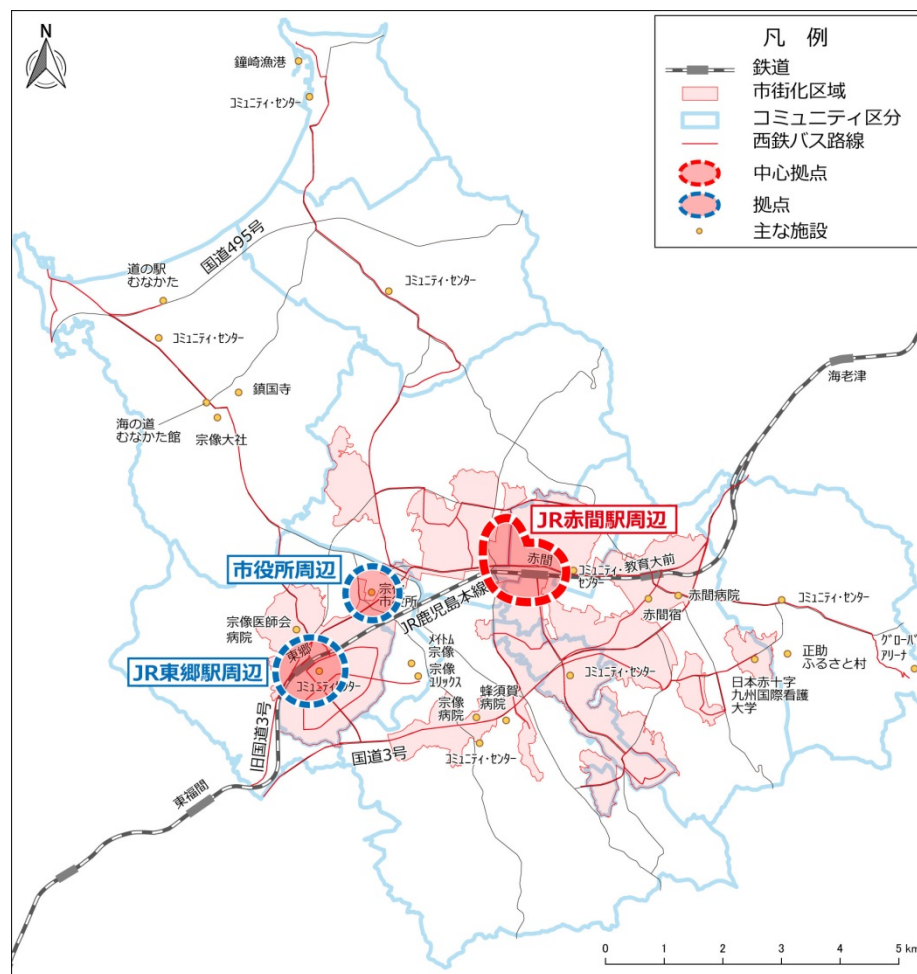 N
凡 例
鉄道
市街化区域
コミュニティ区分
西鉄バス路線
中心拠点
拠点
主な施設
鐘崎漁港
ｺﾐｭﾆﾃｨ･ｾﾝﾀｰ
国道495号
道の駅
むなかた
ｺﾐｭﾆﾃｨ･ｾﾝﾀｰ
ｺﾐｭﾆﾃｨ･ｾﾝﾀｰ
海老津
鎮国寺
海の道
むなかた館
宗像大社
JR赤間駅周辺
赤間
ｺﾐｭﾆﾃｨ･
ｾﾝﾀｰ
教育大前
市役所周辺
宗像
市役所
JR鹿児島本線
赤間病院
赤間宿
ｺﾐｭﾆﾃｨ･ｾﾝﾀｰ
ｸﾞﾛｰﾊﾞﾙ
ｱﾘｰﾅ
宗像医師会
病院
東郷
ﾒｲﾄﾑ
宗像
宗像
ﾕﾘｯｸｽ
正助
ふるさと村
JR東郷駅周辺
ｺﾐｭﾆﾃｨｾﾝﾀｰ
ｺﾐｭﾆﾃｨ･ｾﾝﾀｰ
日本赤十字
九州国際看護
大学
蜂須賀
病院
宗像
病院
旧国道3号
国道3号
ｺﾐｭﾆﾃｨ･ｾﾝﾀｰ
東福間
0 1 2 3 4 5 km